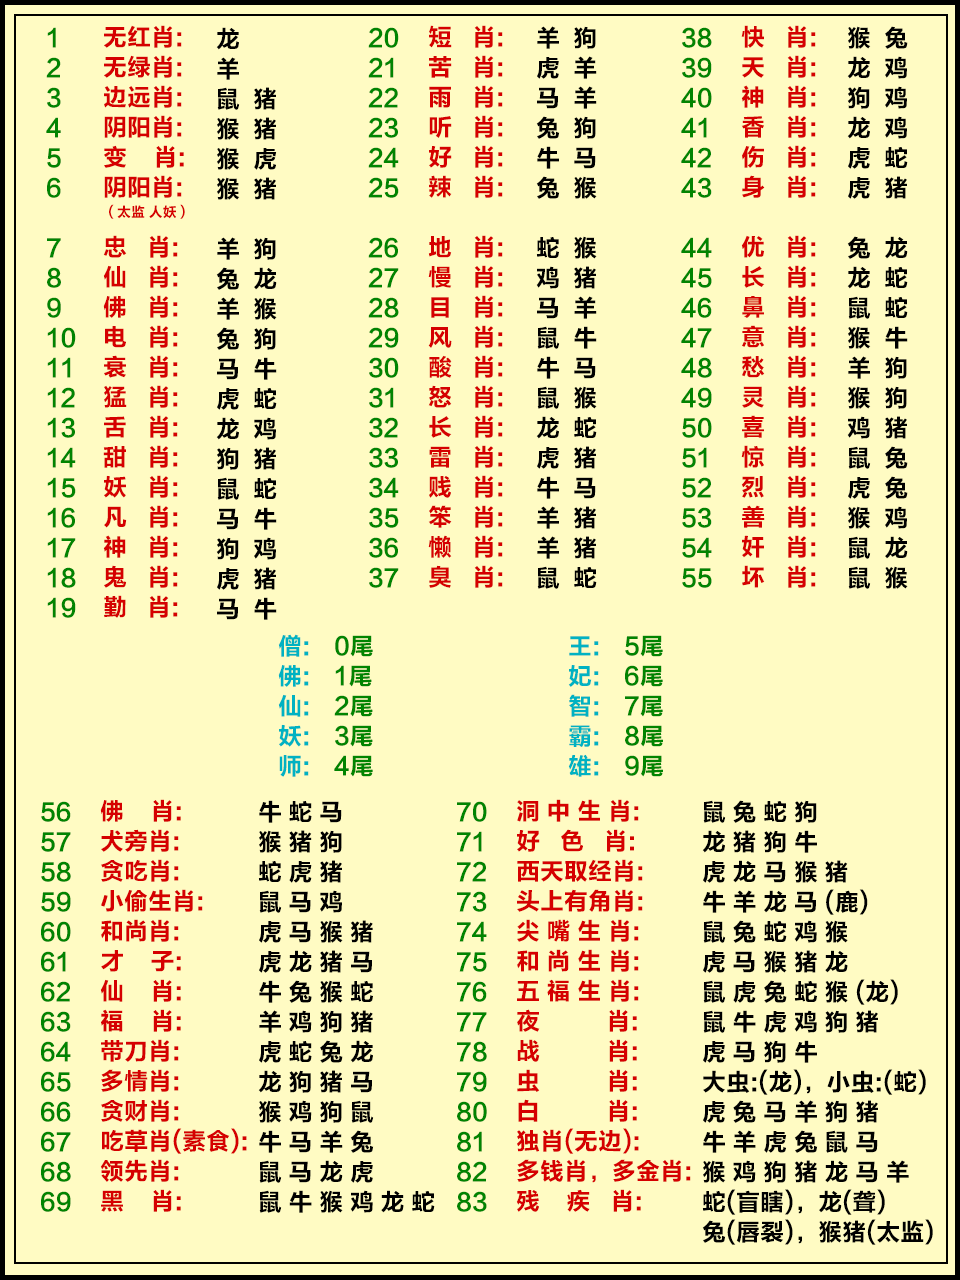 1 无红肖: 龙 20 短 肖: 羊 狗 38 快 肖: 猴 兔
2 无绿肖: 羊 21 苦 肖: 虎 羊 39 天 肖: 龙 鸡
3 边远肖: 鼠 猪 22 雨 肖: 马 羊 40 神 肖: 狗 鸡
4 阴阳肖: 猴 猪 23 听 肖: 兔 狗 41 香 肖: 龙 鸡
5 变 肖: 猴 虎 24 好 肖: 牛 马 42 伤 肖: 虎 蛇
6 阴阳肖: 猴 猪 25 辣 肖: 兔 猴 43 身 肖: 虎 猪
(太监 人妖)
7 忠 肖: 羊 狗 26 地 肖: 蛇 猴 44 优 肖: 兔 龙
8 仙 肖: 兔 龙 27 慢 肖: 鸡 猪 45 长 肖: 龙 蛇
9 佛 肖: 羊 猴 28 目 肖: 马 羊 46 鼻 肖: 鼠 蛇
10 电 肖: 兔 狗 29 风 肖: 鼠 牛 47 意 肖: 猴 牛
11 衰 肖: 马 牛 30 酸 肖: 牛 马 48 愁 肖: 羊 狗
12 猛 肖: 虎 蛇 31 怒 肖: 鼠 猴 49 灵 肖: 猴 狗
13 舌 肖: 龙 鸡 32 长 肖: 龙 蛇 50 喜 肖: 鸡 猪
14 甜 肖: 狗 猪 33 雷 肖: 虎 猪 51 惊 肖: 鼠 兔
15 妖 肖: 鼠 蛇 34 贱 肖: 牛 马 52 烈 肖: 虎 兔
16 凡 肖: 马 牛 35 笨 肖: 羊 猪 53 善 肖: 猴 鸡
17 神 肖: 狗 鸡 36 懒 肖: 羊 猪 54 奸 肖: 鼠 龙
18 鬼 肖: 虎 猪 37 臭 肖: 鼠 蛇 55 坏 肖: 鼠 猴
19 勤 肖: 马 牛
僧: 0尾 王: 5尾
佛: 1尾 妃: 6尾
仙: 2尾 智: 7尾
妖: 3尾 霸: 8尾
师: 4尾 雄: 9尾
56 佛 肖: 牛 蛇 马 70 洞 中 生 肖: 鼠 兔 蛇 狗
57 犬旁肖: 猴 猪 狗 71 好 色 肖: 龙 猪 狗 牛
58 贪吃肖: 蛇 虎 猪 72 西天取经肖: 虎 龙 马 猴 猪
59 小偷生肖: 鼠 马 鸡 73 头上有角肖: 牛 羊 龙 马 (鹿)
60 和尚肖: 虎 马 猴 猪 74 尖 嘴 生 肖: 鼠 兔 蛇 鸡 猴
61 才 子: 虎 龙 猪 马 75 和 尚 生 肖: 虎 马 猴 猪 龙
62 仙 肖: 牛 兔 猴 蛇 76 五 福 生 肖: 鼠 虎 兔 蛇 猴 (龙)
63 福 肖: 羊 鸡 狗 猪 77 夜 肖: 鼠 牛 虎 鸡 狗 猪
64 带刀肖: 虎 蛇 兔 龙 78 战 肖: 虎 马 狗 牛
65 多情肖: 龙 狗 猪 马 79 虫 肖: 大虫:(龙), 小虫:(蛇)
66 贪财肖: 猴 鸡 狗 鼠 80 白 肖: 虎 兔 马 羊 狗 猪
67 吃草肖(素食): 牛 马 羊 兔 81 独肖(无边): 牛 羊 虎 兔 鼠 马
68 领先肖: 鼠 马 龙 虎 82 多钱肖, 多金肖: 猴 鸡 狗 猪 龙 马 羊
69 黑 肖: 鼠 牛 猴 鸡 龙 蛇 83 残 疾 肖: 蛇(盲瞎), 龙(聋)
兔(唇裂), 猴猪(太监)